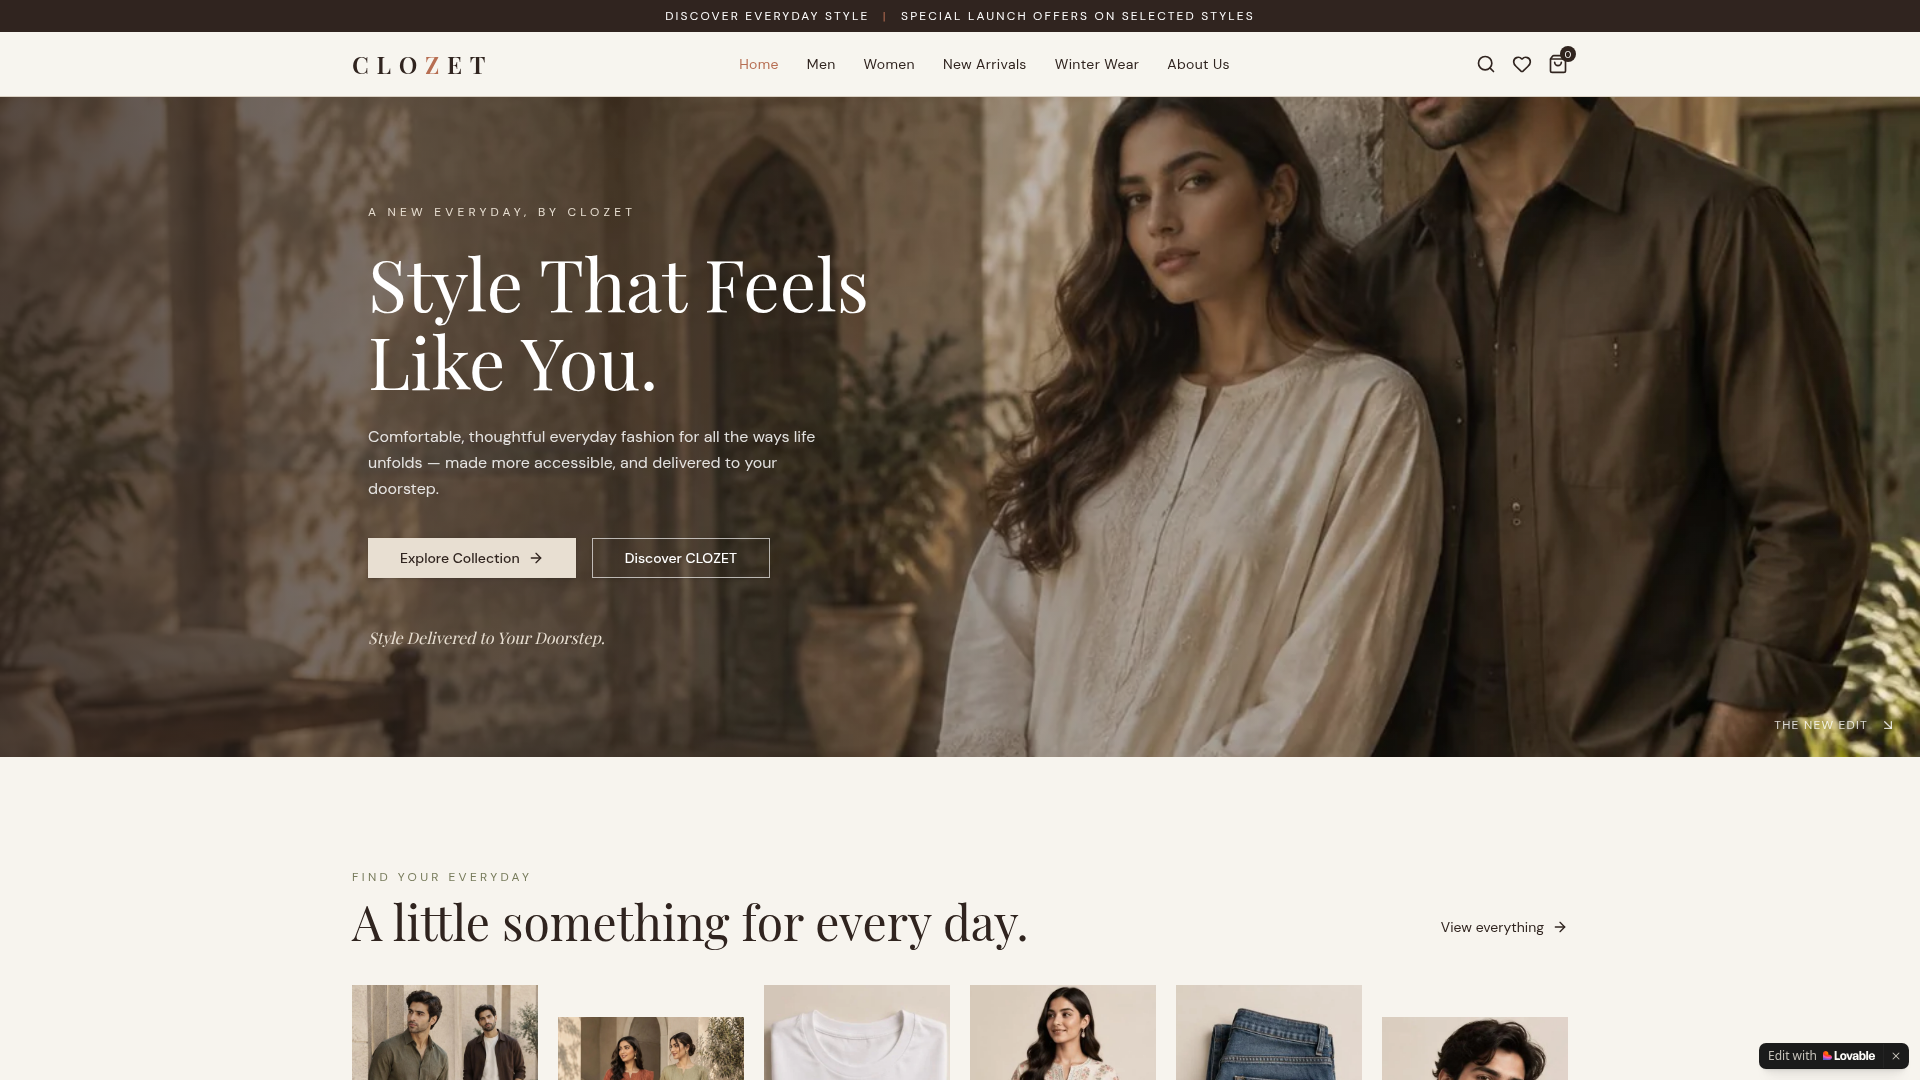 DISCOVER EVERYDAY STYLE | SPECIAL LAUNCH OFFERS ON SELECTED STYLES
CLOZET
Home Men Women New Arrivals Winter Wear About Us
0
A NEW EVERYDAY, BY CLOZET
Style That Feels
Like You.
Comfortable, thoughtful everyday fashion for all the ways life
unfolds — made more accessible, and delivered to your
doorstep.
Explore Collection → Discover CLOZET
Style Delivered to Your Doorstep.
THE NEW EDIT
FIND YOUR EVERYDAY
A little something for every day.
View everything →
Edit with Lovable ×